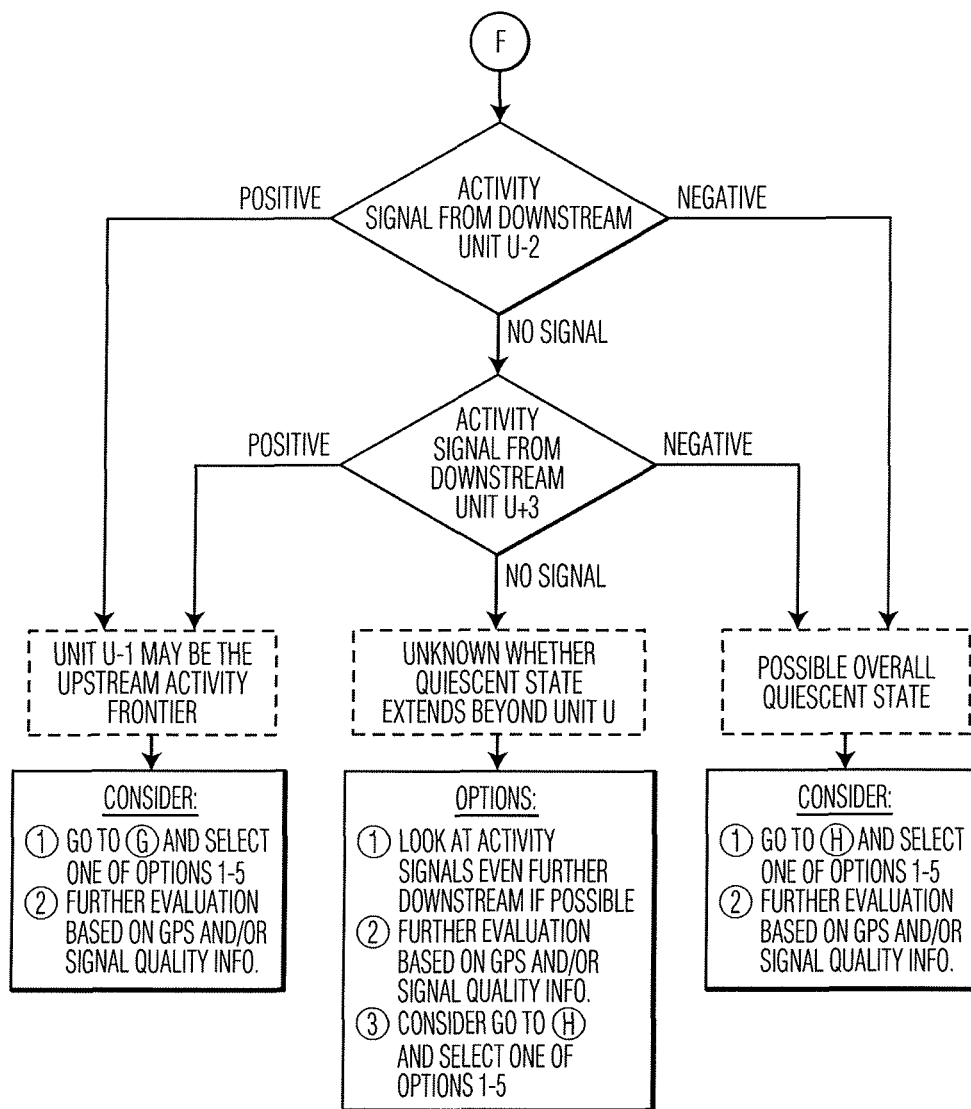 F
POSITIVE
ACTIVITY
SIGNAL FROM DOWNSTREAM
UNIT U-2
NEGATIVE
NO SIGNAL
POSITIVE
ACTIVITY
SIGNAL FROM
DOWNSTREAM
UNIT U+3
NEGATIVE
NO SIGNAL
UNIT U-1 MAY BE THE
UPSTREAM ACTIVITY
FRONTIER
UNKNOWN WHETHER
QUIESCENT STATE
EXTENDS BEYOND UNIT U
POSSIBLE OVERALL
QUIESCENT STATE
CONSIDER:
1 GO TO G AND SELECT
ONE OF OPTIONS 1-5
2 FURTHER EVALUATION
BASED ON GPS AND/OR
SIGNAL QUALITY INFO.
OPTIONS:
1 LOOK AT ACTIVITY
SIGNALS EVEN FURTHER
DOWNSTREAM IF POSSIBLE
2 FURTHER EVALUATION
BASED ON GPS AND/OR
SIGNAL QUALITY INFO.
3 CONSIDER GO TO H
AND SELECT ONE OF
OPTIONS 1-5
CONSIDER:
1 GO TO H AND SELECT
ONE OF OPTIONS 1-5
2 FURTHER EVALUATION
BASED ON GPS AND/OR
SIGNAL QUALITY INFO.